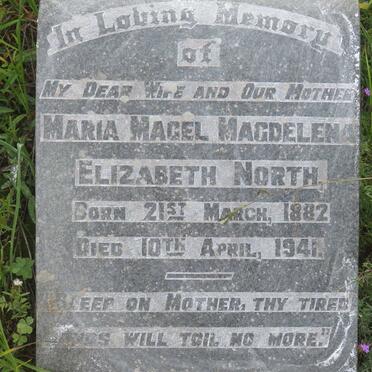 In Loving Memory
of
My Dear Wife and Our Mother
Maria Magel Magdelena
Elizabeth North,
Born 21st March, 1882
Died 10th April, 1941.
Sleep on Mother, thy tired
will toil no more."